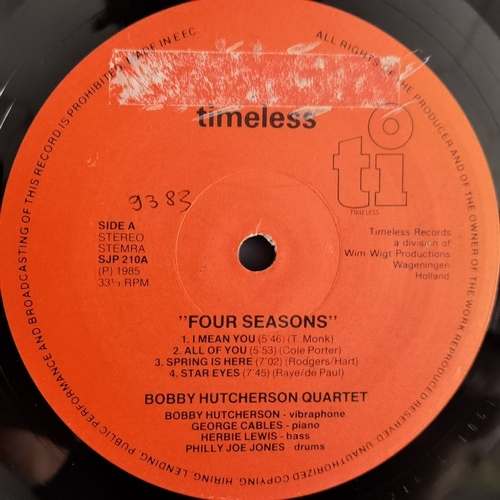 MADE IN EEC
ALL RIGHTS OF THE PRODUCER AND OF THE OWNER OF THE WORK REPRODUCED RESERVED
UNAUTHORIZED COPYING, HIRING, LENDING, PUBLIC PERFORMANCE AND BROADCASTING OF THIS RECORD IS PROHIBITED
timeless
ti
TIMELESS
9383
SIDE A
STEREO
STEMRA
SJP 210A
(P) 1985
33⅓ RPM
Timeless Records
a division of
Wim Wigt Productions
Wageningen
Holland
"FOUR SEASONS"
1. I MEAN YOU (5'46) (T. Monk)
2. ALL OF YOU (5'53) (Cole Porter)
3. SPRING IS HERE (7'02) (Rodgers/Hart)
4. STAR EYES (7'45) (Raye/de Paul)
BOBBY HUTCHERSON QUARTET
BOBBY HUTCHERSON - vibraphone
GEORGE CABLES - piano
HERBIE LEWIS - bass
PHILLY JOE JONES - drums